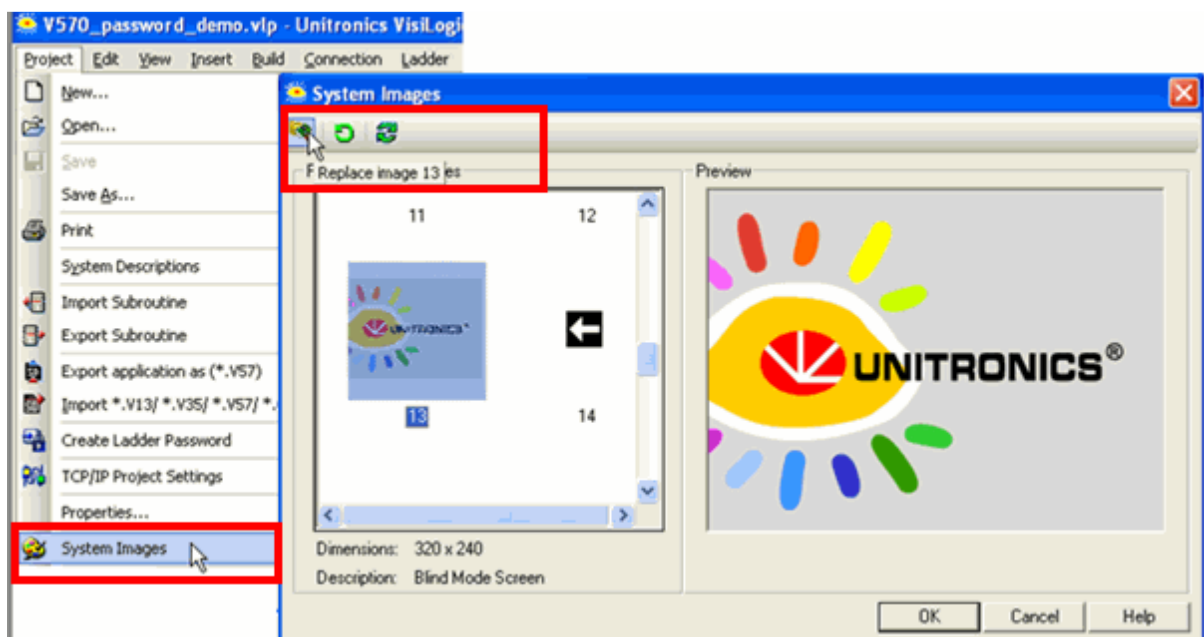 V570_password_demo.vlp - Unitronics VisiLogi
Project Edit View Insert Build Connection Ladder
New...
Open...
Save
Save As...
Print
System Descriptions
Import Subroutine
Export Subroutine
Export application as (*.V57)
Import *.V13/ *.V35/ *.V57/ *.
Create Ladder Password
TCP/IP Project Settings
Properties...
System Images
System Images
Replace image 13
es
Preview
11 12
UNITRONICS®
13 14
Dimensions: 320 x 240
Description: Blind Mode Screen
UNITRONICS®
OK Cancel Help